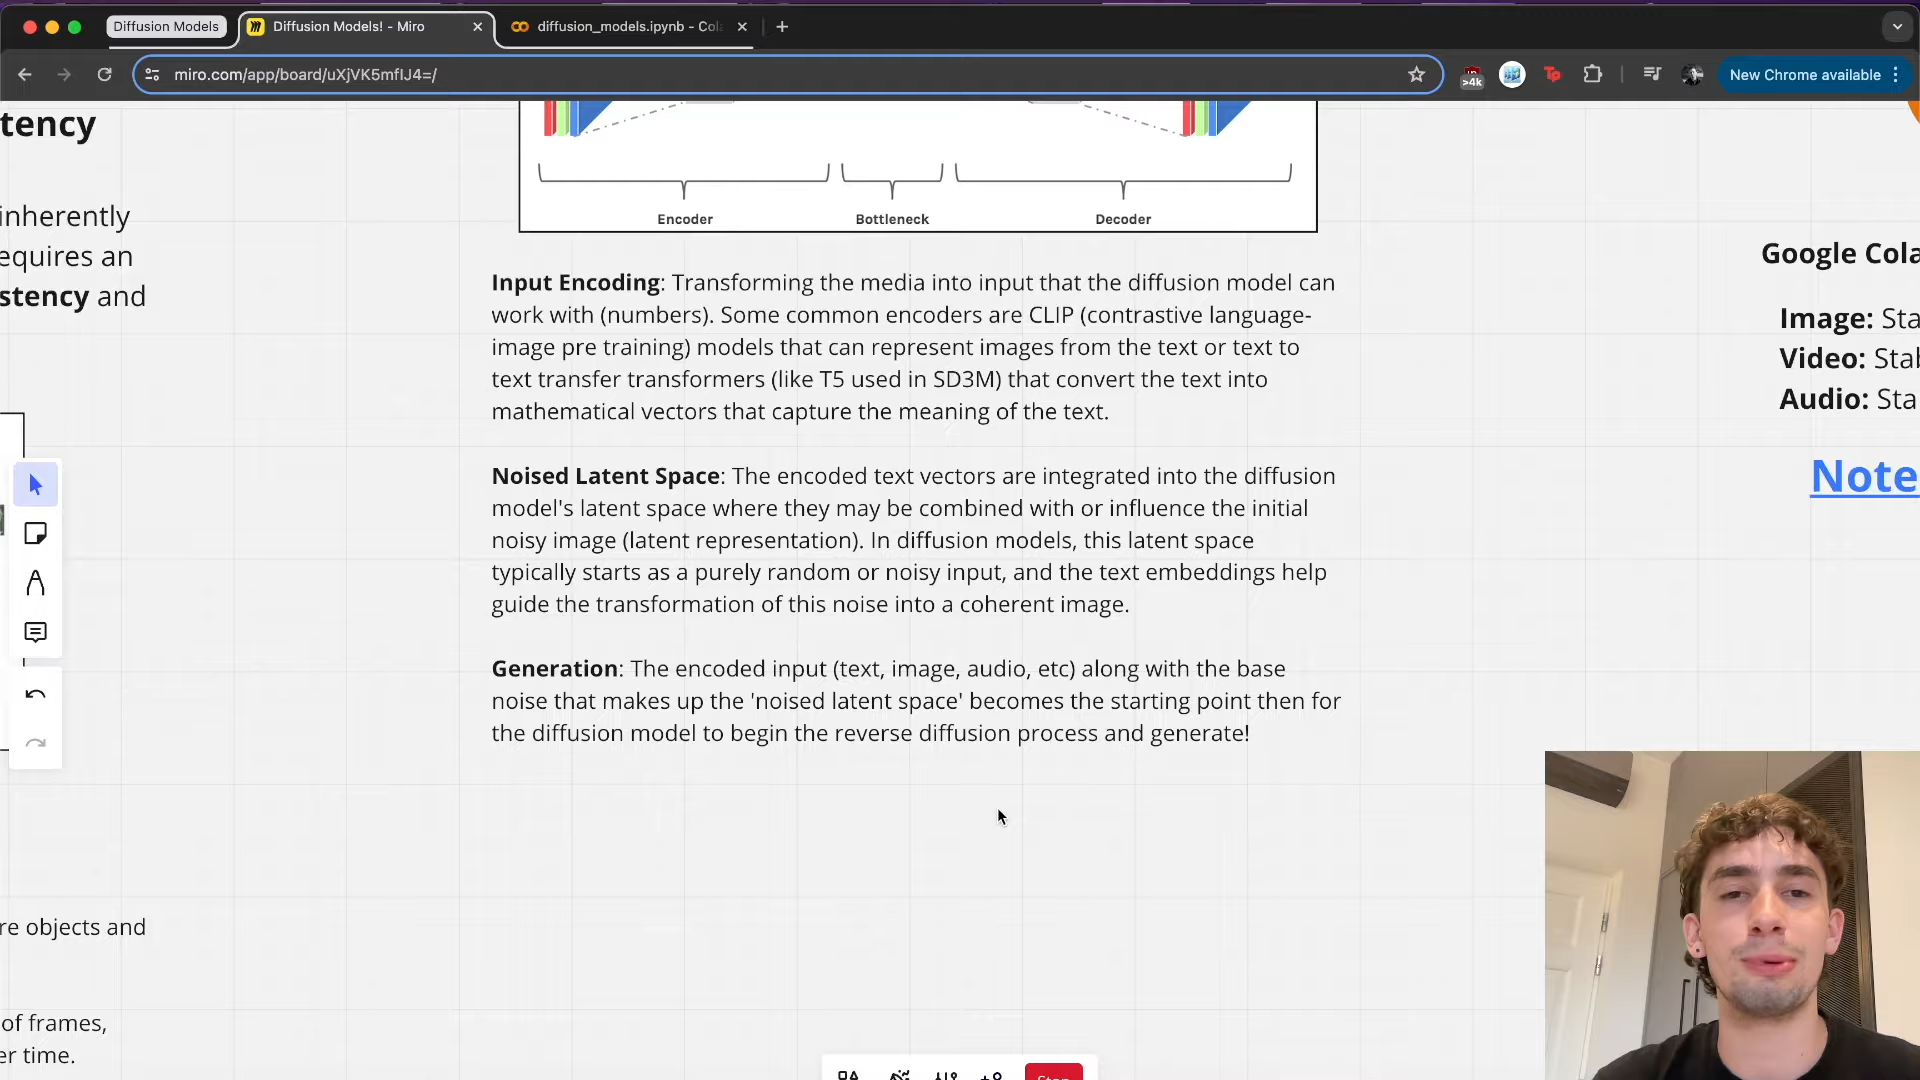 Diffusion Models
Diffusion Models! - Miro
diffusion_models.ipynb - Col
miro.com/app/board/uXjVK5mfIJ4=/
>4k
New Chrome available
tency
inherently
equires an
stency and
Encoder
Bottleneck
Decoder
Input Encoding: Transforming the media into input that the diffusion model can
work with (numbers). Some common encoders are CLIP (contrastive language-
image pre training) models that can represent images from the text or text to
text transfer transformers (like T5 used in SD3M) that convert the text into
mathematical vectors that capture the meaning of the text.
Noised Latent Space: The encoded text vectors are integrated into the diffusion
model's latent space where they may be combined with or influence the initial
noisy image (latent representation). In diffusion models, this latent space
typically starts as a purely random or noisy input, and the text embeddings help
guide the transformation of this noise into a coherent image.
Generation: The encoded input (text, image, audio, etc) along with the base
noise that makes up the 'noised latent space' becomes the starting point then for
the diffusion model to begin the reverse diffusion process and generate!
Google Cola
Image: Sta
Video: Stab
Audio: Sta
Note
re objects and
of frames,
er time.